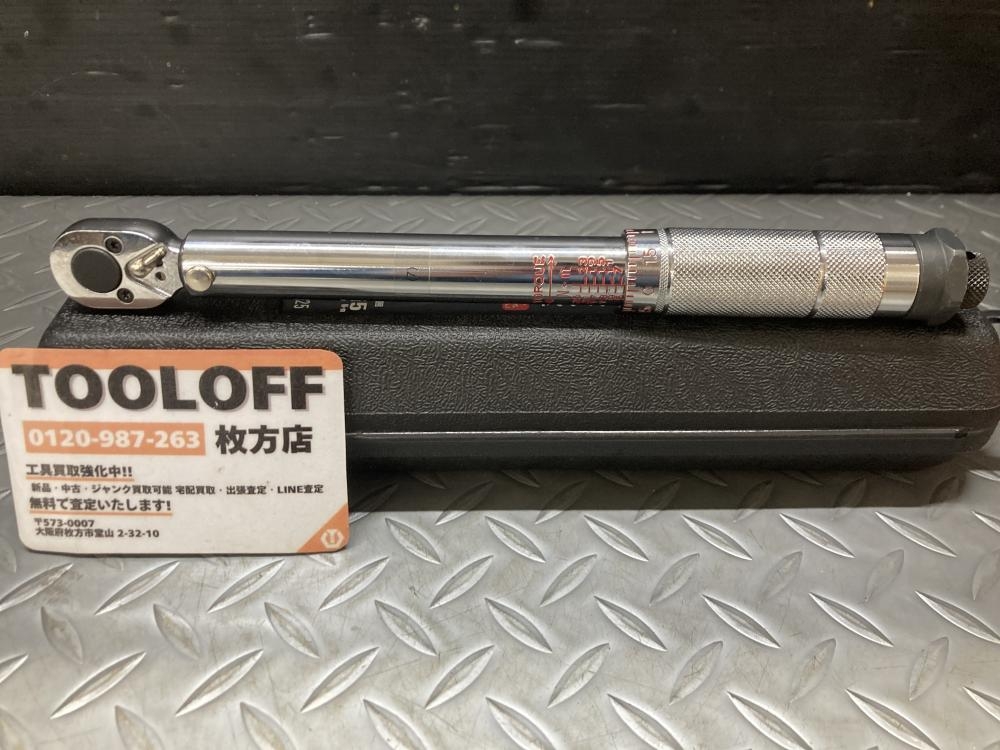 TOOLOFF
0120-987-263 枚方店
工具買取強化中!!
新品・中古・ジャンク買取可能 宅配買取・出張査定・LINE査定
無料で査定いたします!
〒573-0007
大阪府枚方市堂山 2-32-10
15
25
5